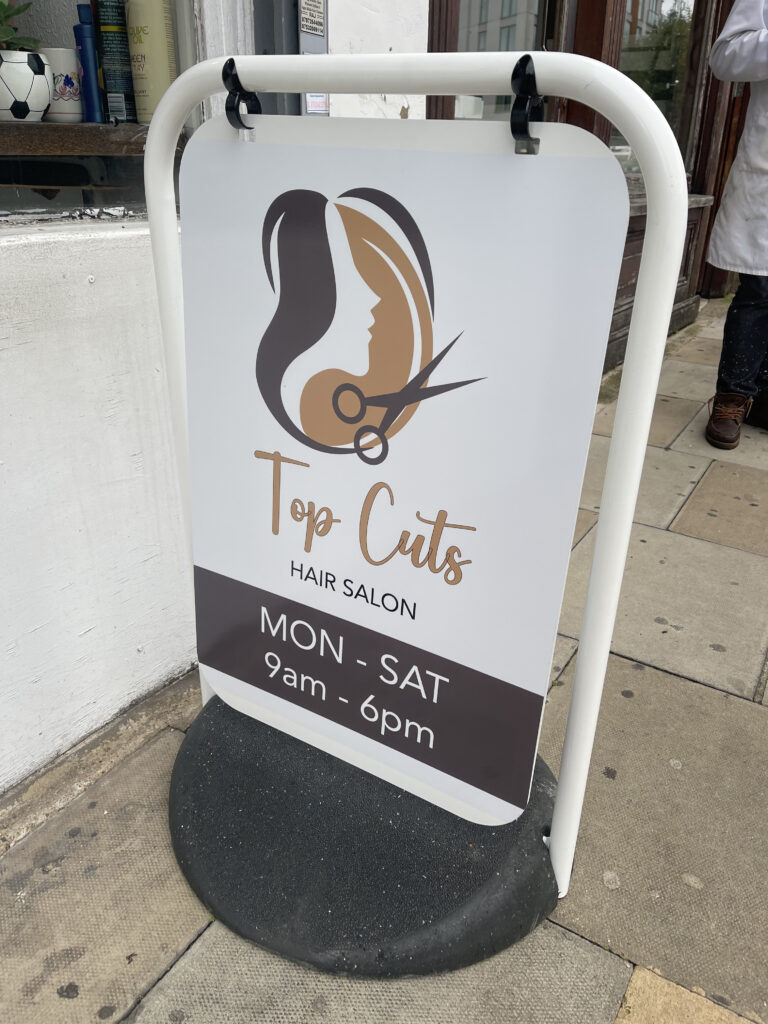 Top Cuts
HAIR SALON
MON - SAT
9am - 6pm